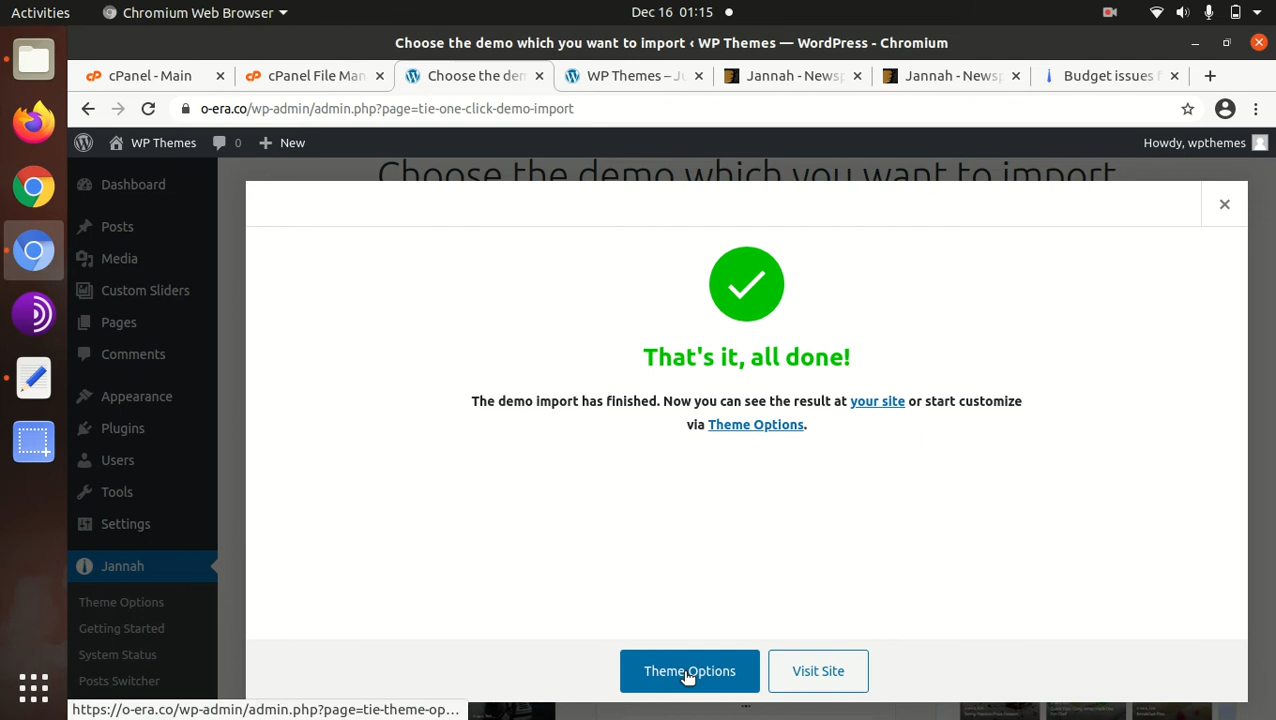 Activities
Chromium Web Browser
Dec 16 01:15
Choose the demo which you want to import ‹ WP Themes — WordPress - Chromium
cPanel - Main
cPanel File Man
Choose the dem
WP Themes – Ju
Jannah - Newsp
Jannah - Newsp
Budget issues f
o-era.co/wp-admin/admin.php?page=tie-one-click-demo-import
WP Themes
0
New
Howdy, wpthemes
Choose the demo which you want to import
Dashboard
Posts
Media
Custom Sliders
Pages
Comments
Appearance
Plugins
Users
Tools
Settings
Jannah
Theme Options
Getting Started
System Status
Posts Switcher
That's it, all done!
The demo import has finished. Now you can see the result at your site or start customize
via Theme Options.
Theme Options
Visit Site
https://o-era.co/wp-admin/admin.php?page=tie-theme-op...